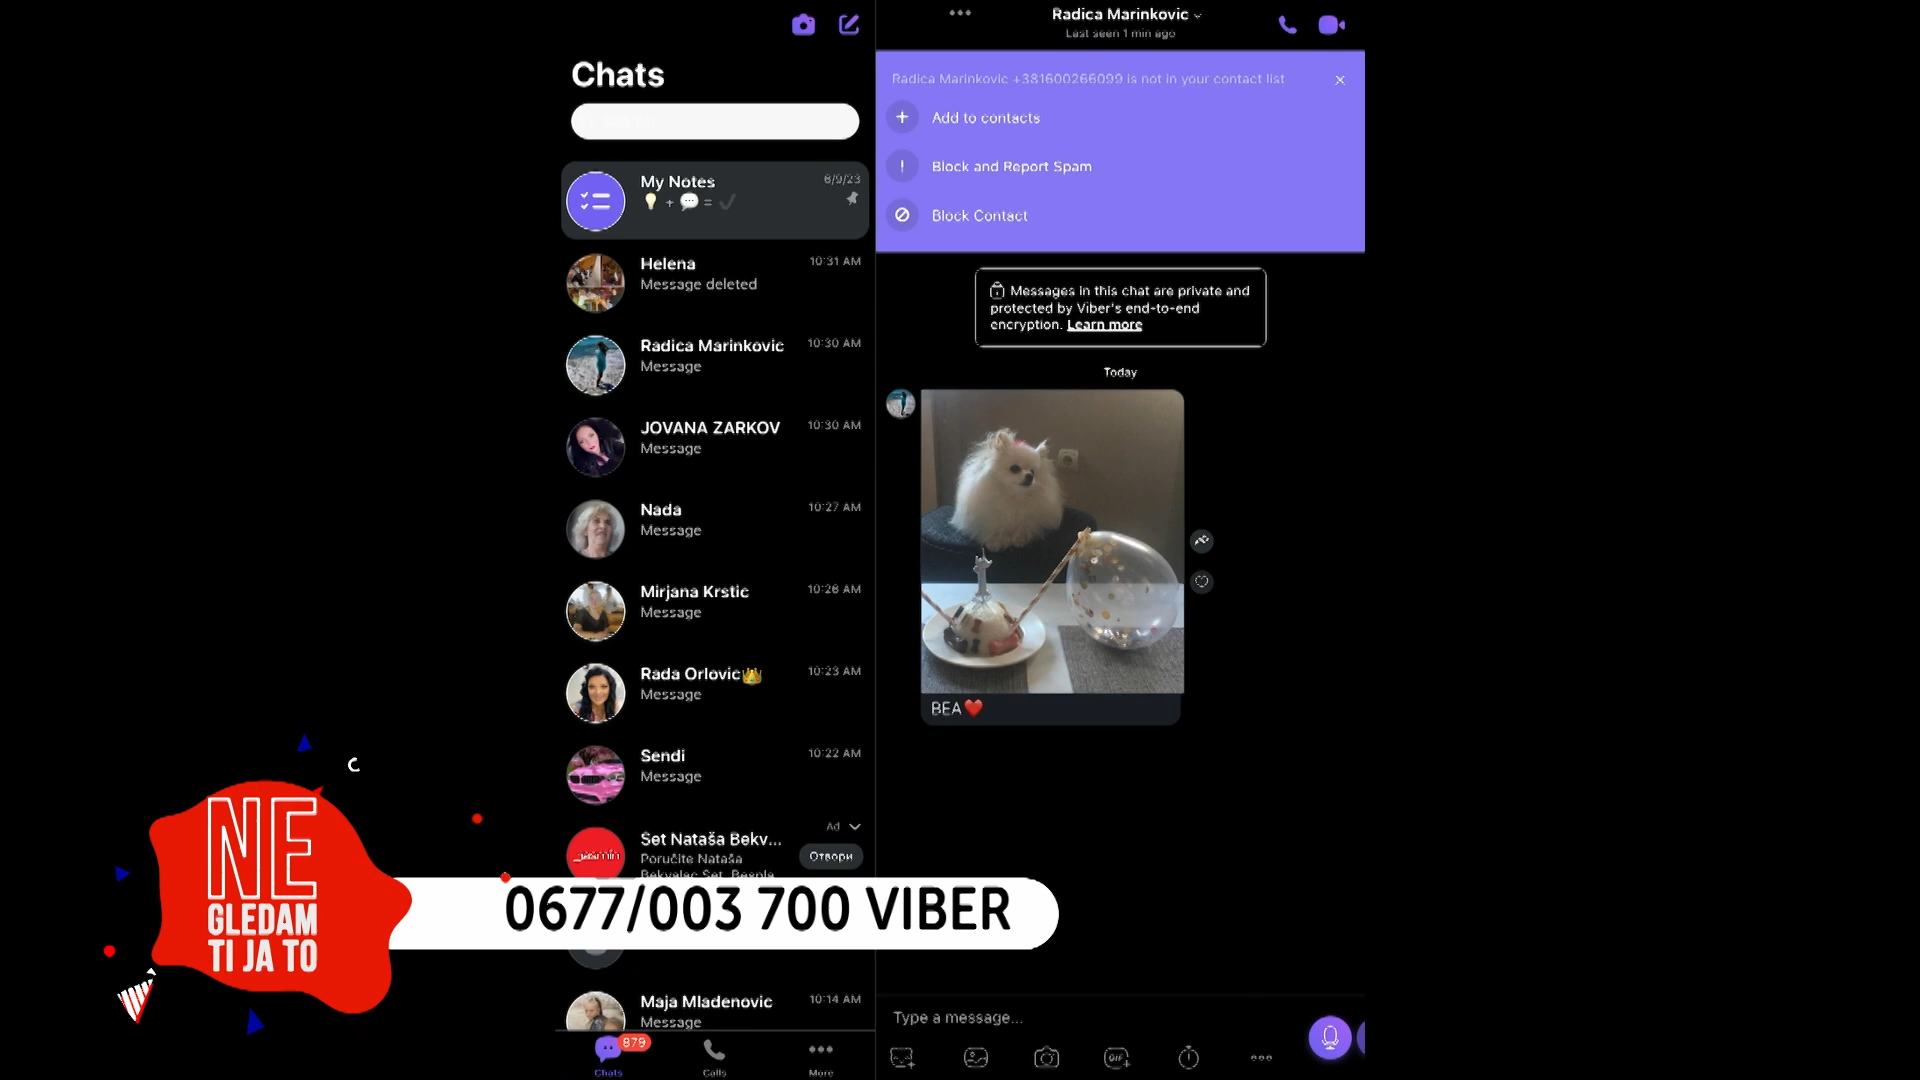 Chats
My Notes
8/9/23
Helena
10:31 AM
Message deleted
Radica Marinkovic
10:30 AM
Message
JOVANA ZARKOV
10:30 AM
Message
Nada
10:27 AM
Message
Mirjana Krstic
10:26 AM
Message
Rada Orlovic👑
10:23 AM
Message
Sendi
10:22 AM
Message
Ad
Set Nataša Bekv...
Poručite Nataša
Отвори
Maja Mladenovic
10:14 AM
Message
879
Chats
Calls
More
Radica Marinkovic
Last seen 1 min ago
Radica Marinkovic +381600266099 is not in your contact list
Add to contacts
Block and Report Spam
Block Contact
Messages in this chat are private and
protected by Viber's end-to-end
encryption. Learn more
Today
BEA❤️
Type a message...
GIF
NE
GLEDAM
TI JA TO
0677/003 700 VIBER